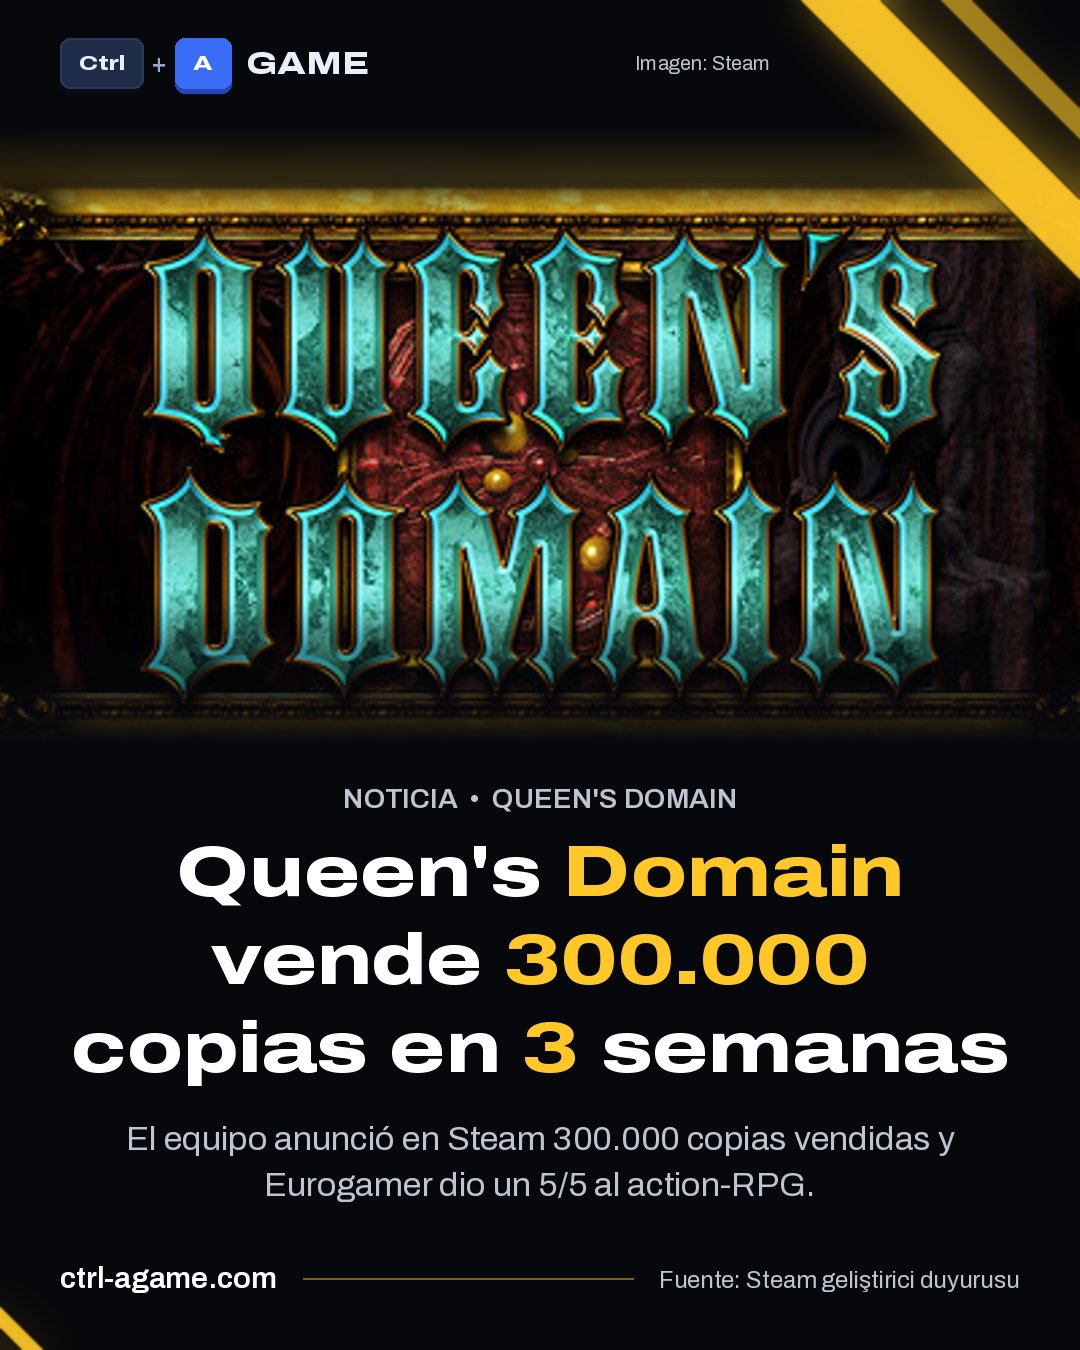 Ctrl + A GAME
Imagen: Steam
QUEEN'S
DOMAIN
NOTICIA • QUEEN'S DOMAIN
Queen's Domain
vende 300.000
copias en 3 semanas
El equipo anunció en Steam 300.000 copias vendidas y
Eurogamer dio un 5/5 al action-RPG.
ctrl-agame.com
Fuente: Steam geliştirici duyurusu